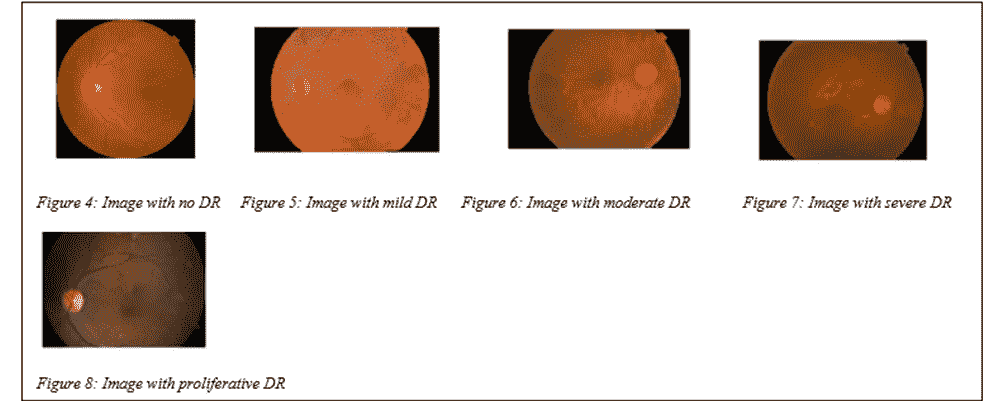 Figure 4: Image with no DR
Figure 5: Image with mild DR
Figure 6: Image with moderate DR
Figure 7: Image with severe DR
Figure 8: Image with proliferative DR